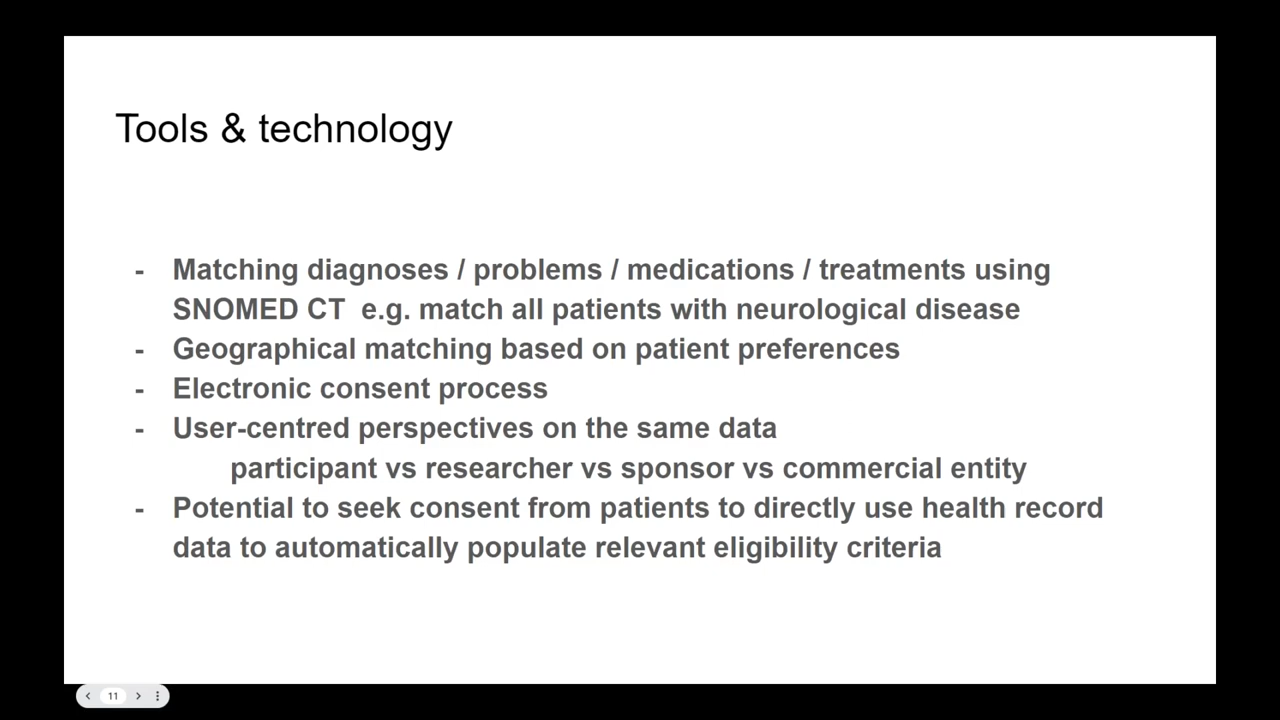 Tools & technology
- Matching diagnoses / problems / medications / treatments using
SNOMED CT e.g. match all patients with neurological disease
- Geographical matching based on patient preferences
- Electronic consent process
- User-centred perspectives on the same data
participant vs researcher vs sponsor vs commercial entity
- Potential to seek consent from patients to directly use health record
data to automatically populate relevant eligibility criteria
11